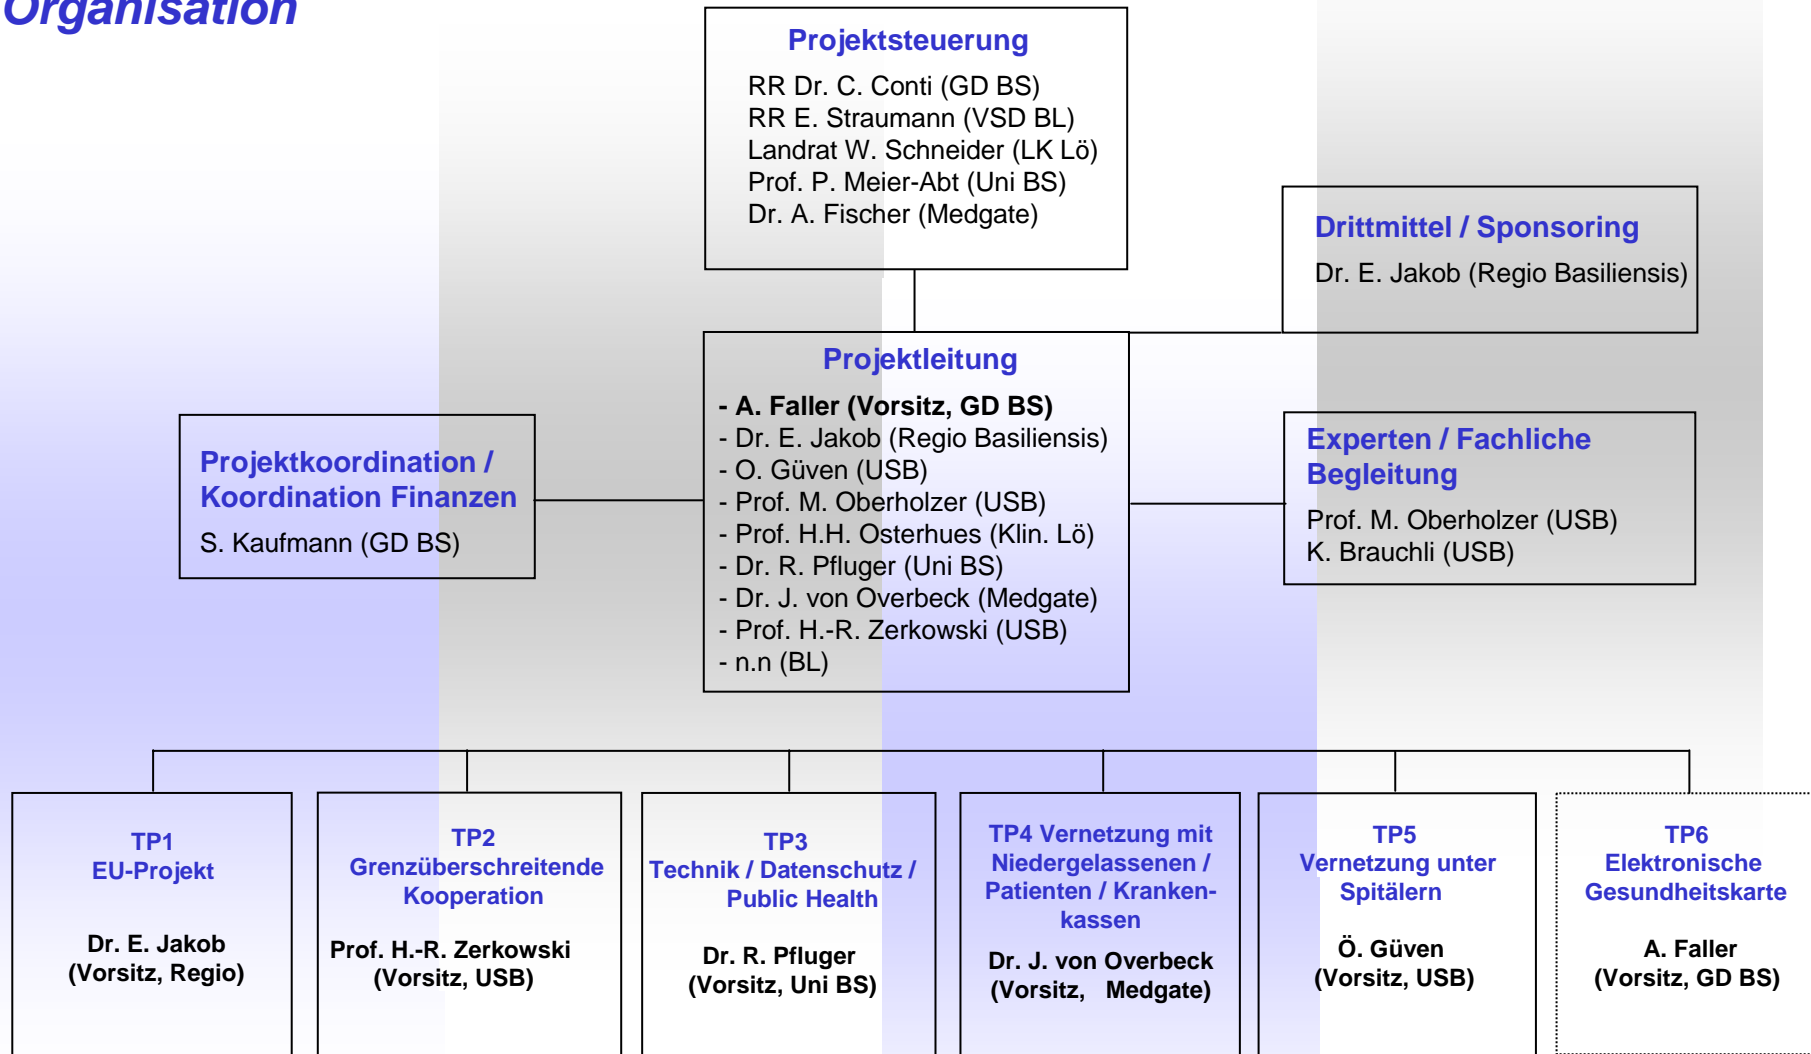 Organisation
Projektsteuerung
RR Dr. C. Conti (GD BS)
RR E. Straumann (VSD BL)
Landrat W. Schneider (LK Lö)
Prof. P. Meier-Abt (Uni BS)
Dr. A. Fischer (Medgate)
Drittmittel / Sponsoring
Dr. E. Jakob (Regio Basiliensis)
Projektleitung
- A. Faller (Vorsitz, GD BS)
- Dr. E. Jakob (Regio Basiliensis)
- O. Güven (USB)
- Prof. M. Oberholzer (USB)
- Prof. H.H. Osterhues (Klin. Lö)
- Dr. R. Pfluger (Uni BS)
- Dr. J. von Overbeck (Medgate)
- Prof. H.-R. Zerkowski (USB)
- n.n (BL)
Projektkoordination /
Koordination Finanzen
S. Kaufmann (GD BS)
Experten / Fachliche
Begleitung
Prof. M. Oberholzer (USB)
K. Brauchli (USB)
TP1
EU-Projekt
Dr. E. Jakob
(Vorsitz, Regio)
TP2
Grenzüberschreitende
Kooperation
Prof. H.-R. Zerkowski
(Vorsitz, USB)
TP3
Technik / Datenschutz /
Public Health
Dr. R. Pfluger
(Vorsitz, Uni BS)
TP4 Vernetzung mit
Niedergelassenen /
Patienten / Kranken-
kassen
Dr. J. von Overbeck
(Vorsitz, Medgate)
TP5
Vernetzung unter
Spitälern
Ö. Güven
(Vorsitz, USB)
TP6
Elektronische
Gesundheitskarte
A. Faller
(Vorsitz, GD BS)